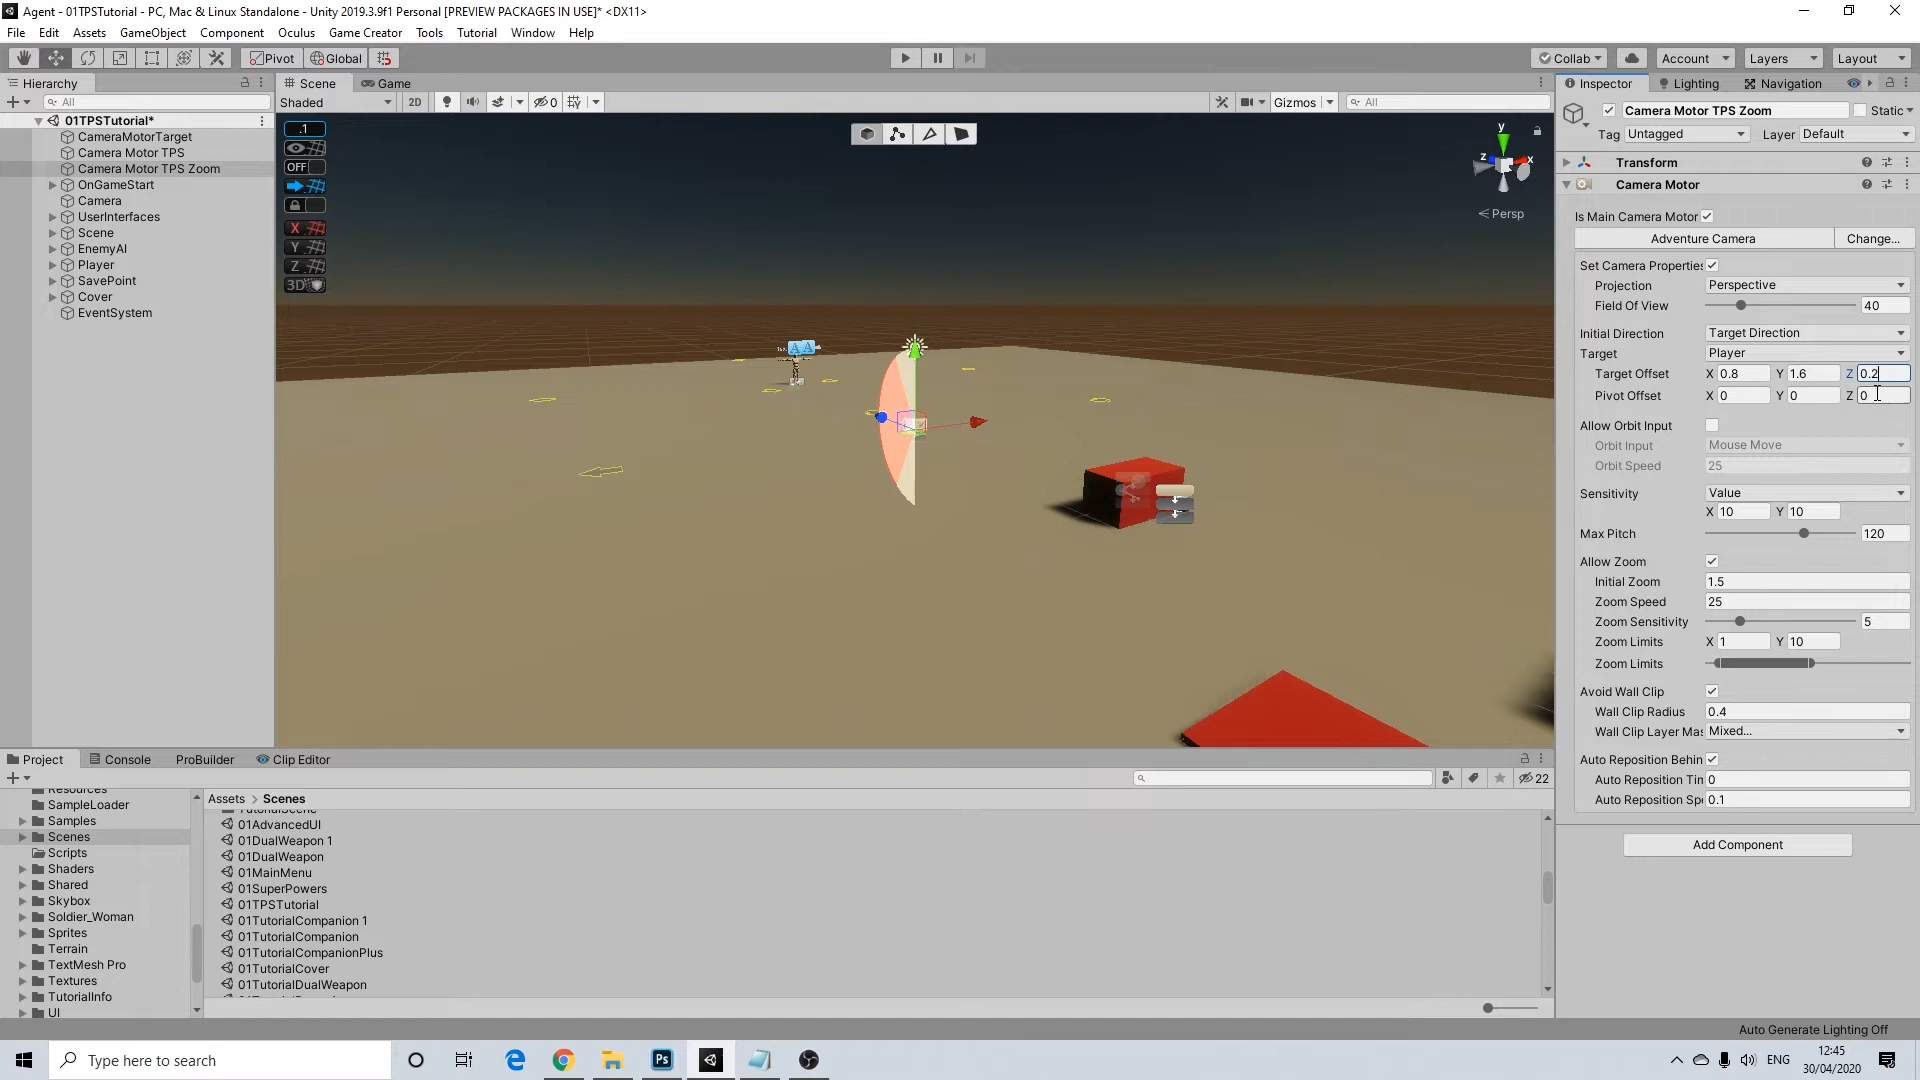 Agent - 01TPSTutorial - PC, Mac & Linux Standalone - Unity 2019.3.9f1 Personal [PREVIEW PACKAGES IN USE]* <DX11>
File Edit Assets GameObject Component Oculus Game Creator Tools Tutorial Window Help
Pivot Global Collab Account Layers Layout
Hierarchy
All
01TPSTutorial*
CameraMotorTarget
Camera Motor TPS
Camera Motor TPS Zoom
OnGameStart
Camera
UserInterfaces
Scene
EnemyAI
Player
SavePoint
Cover
EventSystem
Scene Game
Shaded 2D 0 Gizmos All
.1
OFF
X
Y
Z
3D
y
z x
Persp
Inspector Lighting Navigation
Camera Motor TPS Zoom Static
Tag Untagged Layer Default
Transform
Camera Motor
Is Main Camera Motor
Adventure Camera Change...
Set Camera Properties
Projection Perspective
Field Of View 40
Initial Direction Target Direction
Target Player
Target Offset X 0.8 Y 1.6 Z 0.2
Pivot Offset X 0 Y 0 Z 0
Allow Orbit Input
Orbit Input Mouse Move
Orbit Speed 25
Sensitivity Value
X 10 Y 10
Max Pitch 120
Allow Zoom
Initial Zoom 1.5
Zoom Speed 25
Zoom Sensitivity 5
Zoom Limits X 1 Y 10
Zoom Limits
Avoid Wall Clip
Wall Clip Radius 0.4
Wall Clip Layer Mas Mixed...
Auto Reposition Behin
Auto Reposition Tin 0
Auto Reposition Spe 0.1
Add Component
Project Console ProBuilder Clip Editor
22
Resources
SampleLoader
Samples
Scenes
Scripts
Shaders
Shared
Skybox
Soldier_Woman
Sprites
Terrain
TextMesh Pro
Textures
TutorialInfo
UI
Assets > Scenes
01AdvancedUI
01DualWeapon 1
01DualWeapon
01MainMenu
01SuperPowers
01TPSTutorial
01TutorialCompanion 1
01TutorialCompanion
01TutorialCompanionPlus
01TutorialCover
01TutorialDualWeapon
Auto Generate Lighting Off
Type here to search
Ps
ENG
12:45
30/04/2020